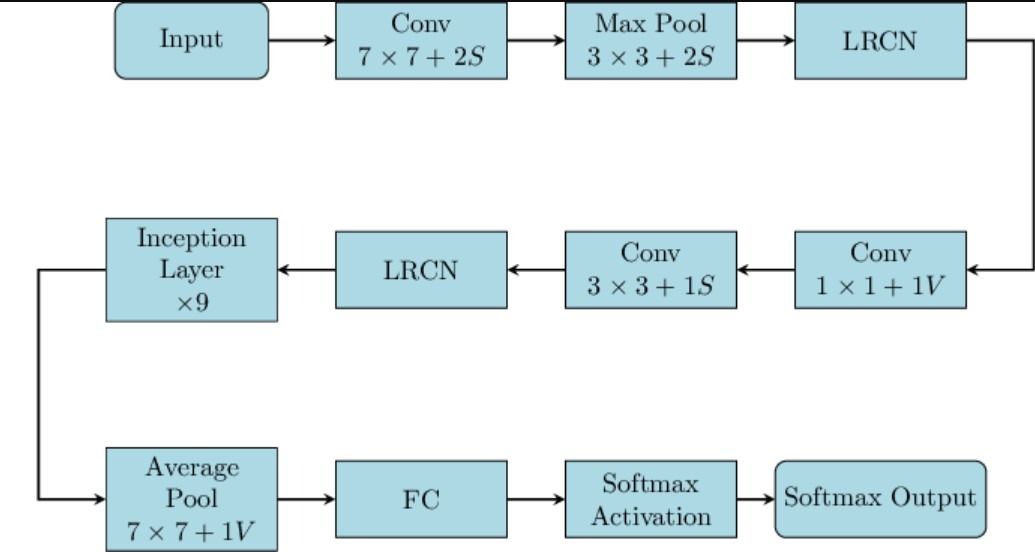 Input
Conv
7 × 7 + 2S
Max Pool
3 × 3 + 2S
LRCN
Conv
1 × 1 + 1V
Conv
3 × 3 + 1S
LRCN
Inception
Layer
×9
Average
Pool
7 × 7 + 1V
FC
Softmax
Activation
Softmax Output